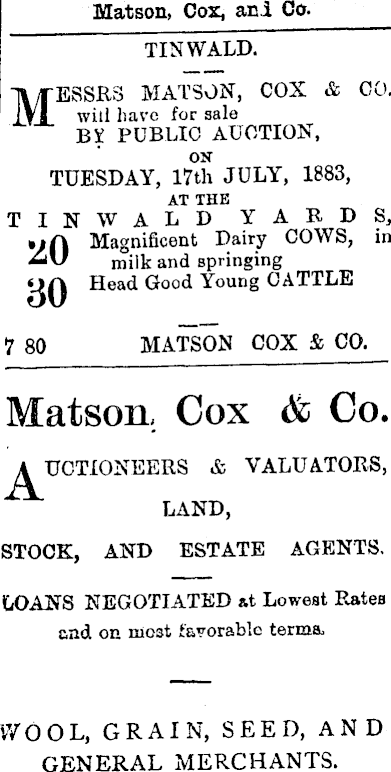 Matson, Cox, and Co.
TINWALD.
MESSRS MATSON, COX & CO.
will have for sale
BY PUBLIC AUCTION,
ON
TUESDAY, 17th JULY, 1883,
AT THE
TINWALD YARDS,
20 Magnificent Dairy COWS, in
milk and springing
30 Head Good Young CATTLE
7 80 MATSON COX & CO.
Matson, Cox & Co.
AUCTIONEERS & VALUATORS,
LAND,
STOCK, AND ESTATE AGENTS.
LOANS NEGOTIATED at Lowest Rates
and on most favorable terms.
WOOL, GRAIN, SEED, AND
GENERAL MERCHANTS.